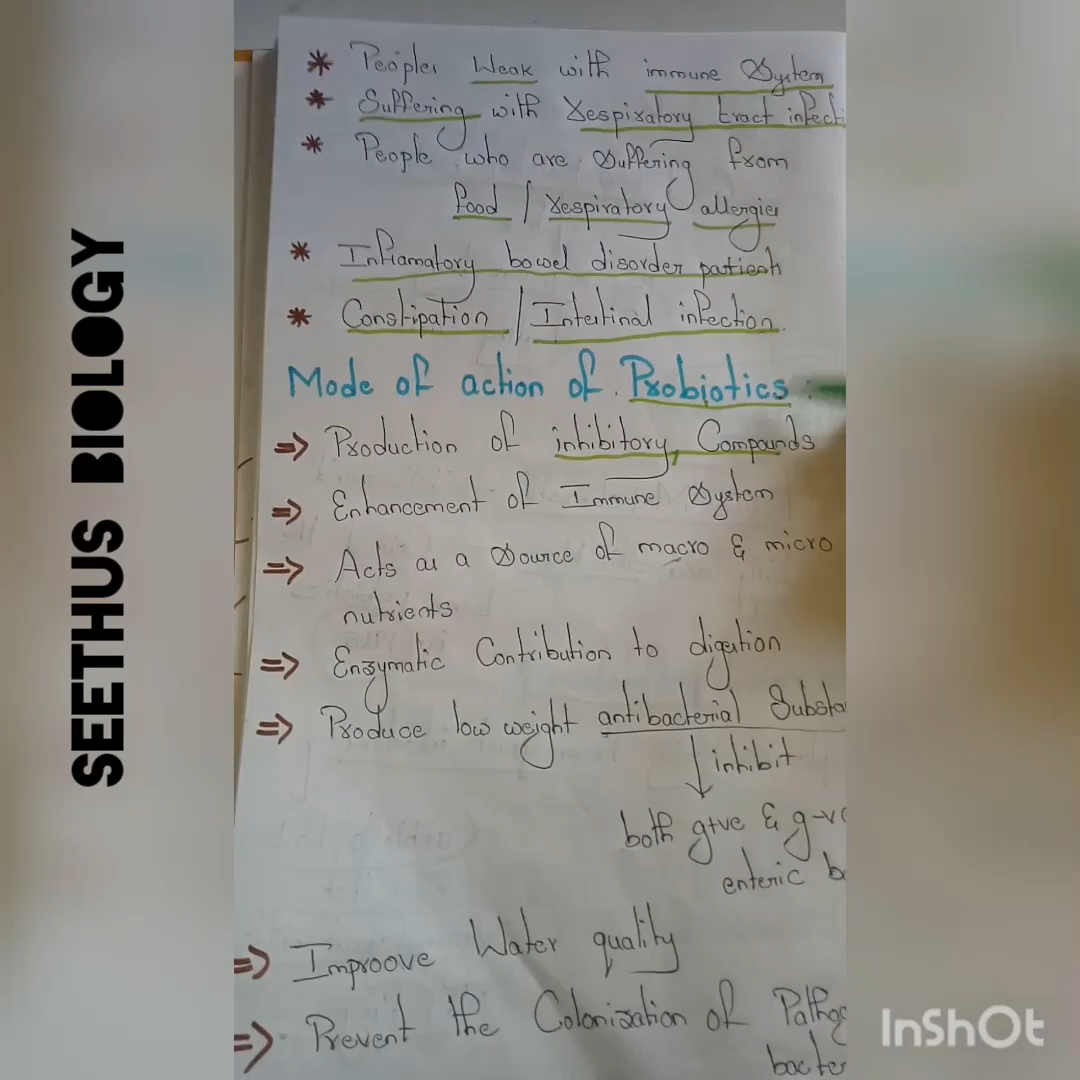 SEETHUS BIOLOGY
* Peoples Weak with immune System
* Suffering with respiratory tract infecti
* People who are Suffering from
food / respiratory allergies
* Inflamatory bowel disorder patients
* Constipation / Intestinal infection.
Mode of action of Probiotics :-
⇒ Production of inhibitory Compounds
⇒ Enhancement of Immune System
⇒ Acts as a Source of macro & micro
nutrients
⇒ Enzymatic Contribution to digestion
⇒ Produce low weight antibacterial Substa
↓ inhibit
both g+ve & g-ve
enteric b
⇒ Improove Water quality
⇒ Prevent the Colonization of Pathog
bacter
InShOt